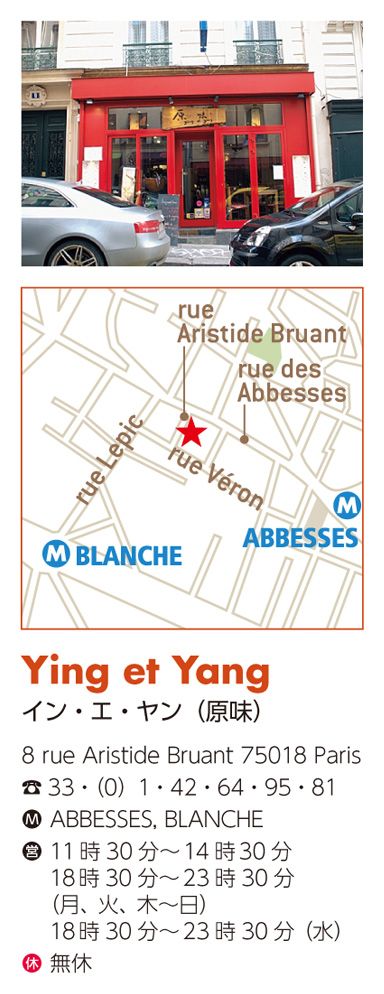 原味
rue
Aristide Bruant
rue des
Abbesses
rue Lepic
rue Véron
M
ABBESSES
M BLANCHE
Ying et Yang
イン・エ・ヤン（原味）
8 rue Aristide Bruant 75018 Paris
☎ 33・（0）1・42・64・95・81
M ABBESSES, BLANCHE
営 11時30分〜14時30分
18時30分〜23時30分
（月、火、木〜日）
18時30分〜23時30分（水）
休 無休